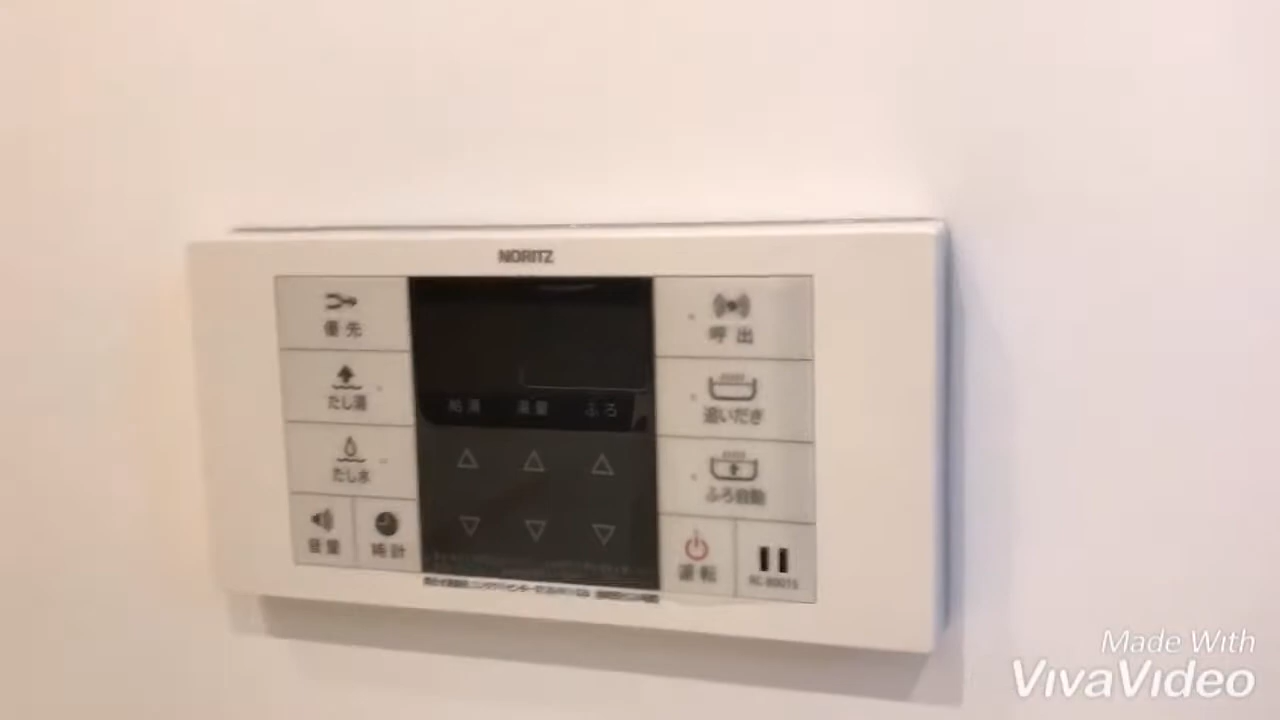 NORITZ
優先
呼出
たし湯
給湯 湯量 ふろ
追いだき
たし水
ふろ自動
音量
時計
運転
Made With
VivaVideo